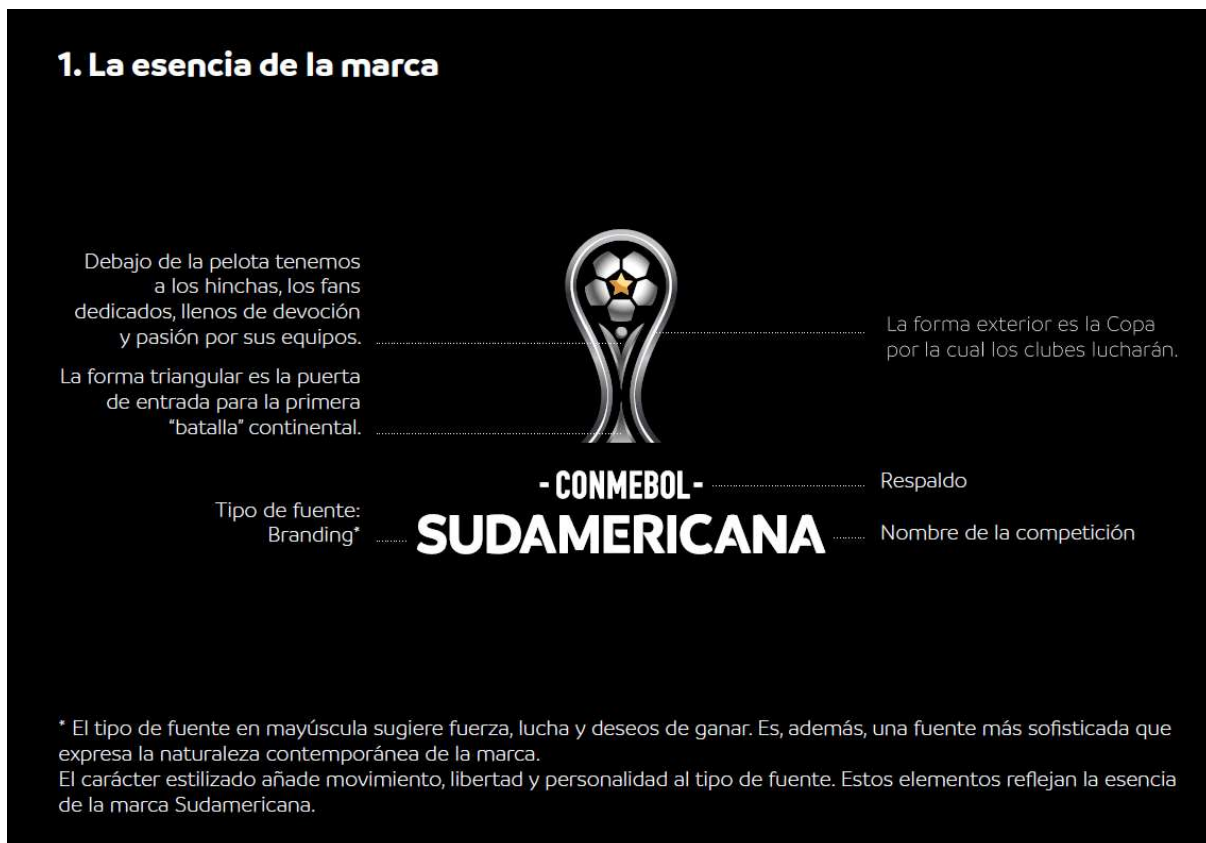 1. La esencia de la marca
Debajo de la pelota tenemos
a los hinchas, los fans
dedicados, llenos de devoción
y pasión por sus equipos.
La forma triangular es la puerta
de entrada para la primera
“batalla” continental.
La forma exterior es la Copa
por la cual los clubes lucharán.
- CONMEBOL -
Respaldo
Tipo de fuente:
Branding*
SUDAMERICANA
Nombre de la competición
* El tipo de fuente en mayúscula sugiere fuerza, lucha y deseos de ganar. Es, además, una fuente más sofisticada que
expresa la naturaleza contemporánea de la marca.
El carácter estilizado añade movimiento, libertad y personalidad al tipo de fuente. Estos elementos reflejan la esencia
de la marca Sudamericana.